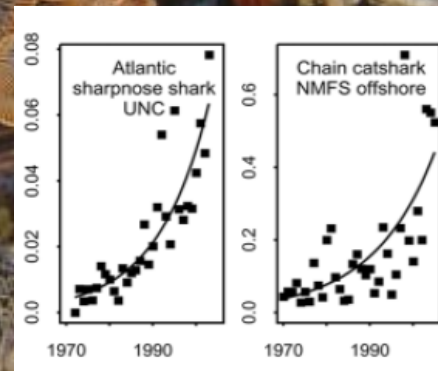 Atlantic
sharpnose shark
UNC
0.08
0.06
0.04
0.02
0.0
1970
1990
Chain catshark
NMFS offshore
0.6
0.4
0.2
0.0
1970
1990